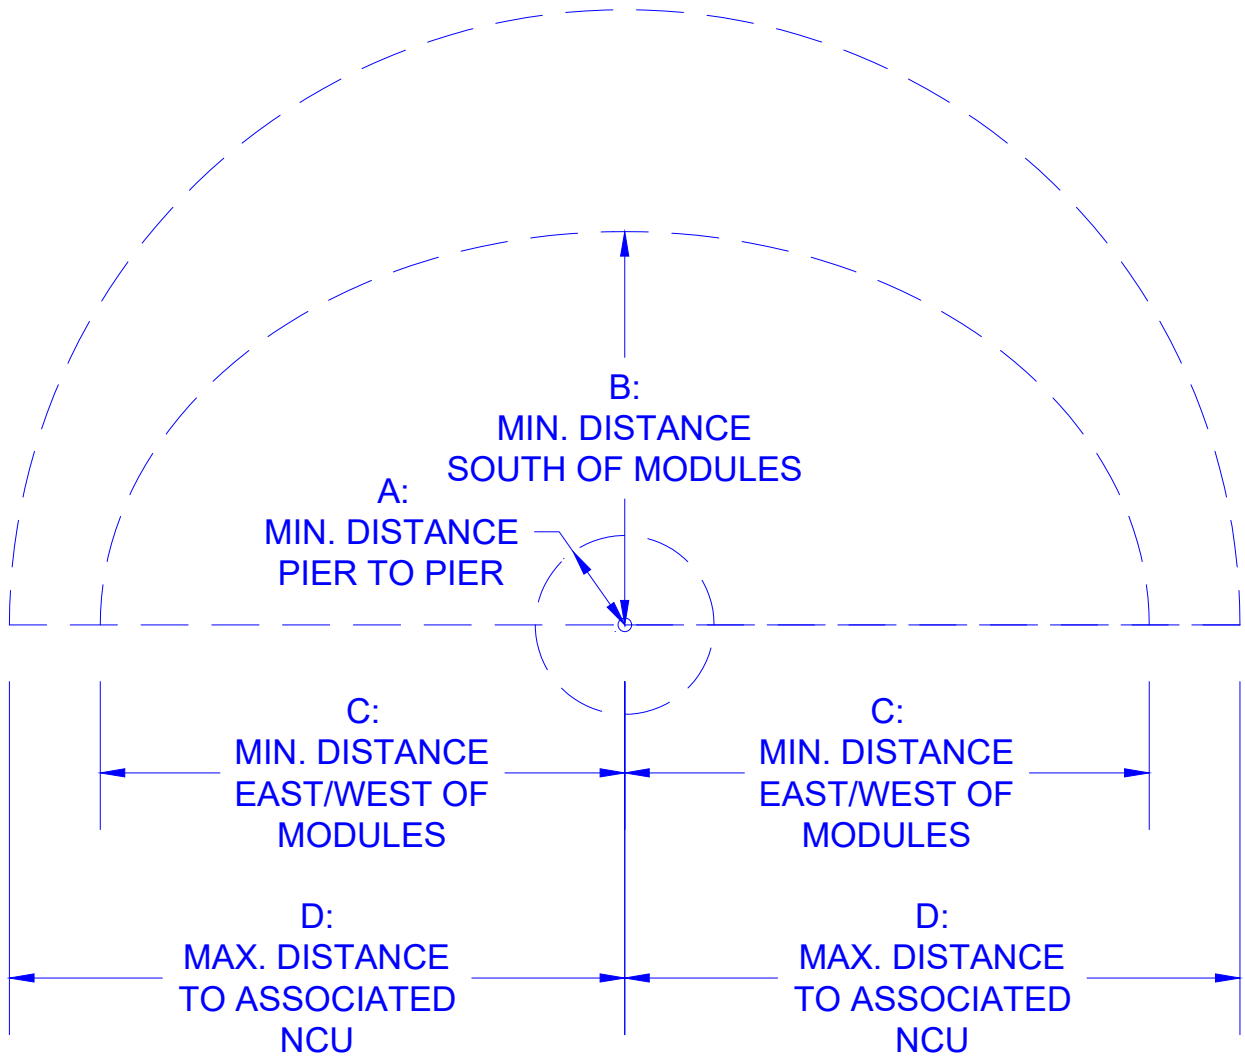 B:
MIN. DISTANCE
SOUTH OF MODULES
A:
MIN. DISTANCE
PIER TO PIER
C:
MIN. DISTANCE
EAST/WEST OF
MODULES
C:
MIN. DISTANCE
EAST/WEST OF
MODULES
D:
MAX. DISTANCE
TO ASSOCIATED
NCU
D:
MAX. DISTANCE
TO ASSOCIATED
NCU